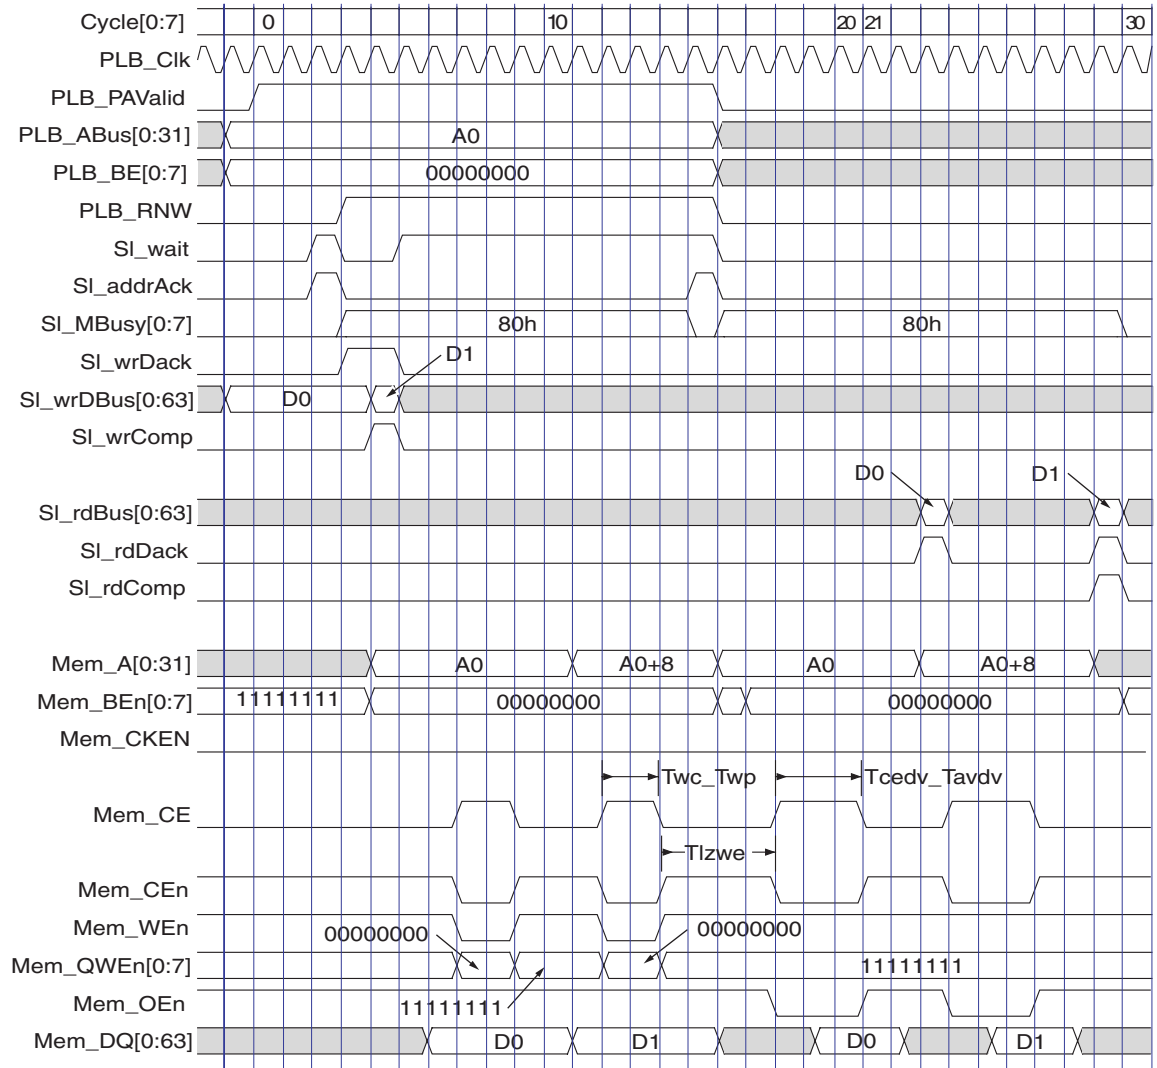 Cycle[0:7] 0 10 20 21 30
PLB_Clk
PLB_PAValid
PLB_ABus[0:31] A0
PLB_BE[0:7] 00000000
PLB_RNW
Sl_wait
Sl_addrAck
Sl_MBusy[0:7] 80h 80h
Sl_wrDack D1
Sl_wrDBus[0:63] D0
Sl_wrComp
D0 D1
Sl_rdBus[0:63]
Sl_rdDack
Sl_rdComp
Mem_A[0:31] A0 A0+8 A0 A0+8
Mem_BEn[0:7] 11111111 00000000 00000000
Mem_CKEN
Twc_Twp Tcedv_Tavdv
Mem_CE
Tlzwe
Mem_CEn
Mem_WEn 00000000 00000000
Mem_QWEn[0:7] 11111111
Mem_OEn 11111111
Mem_DQ[0:63] D0 D1 D0 D1